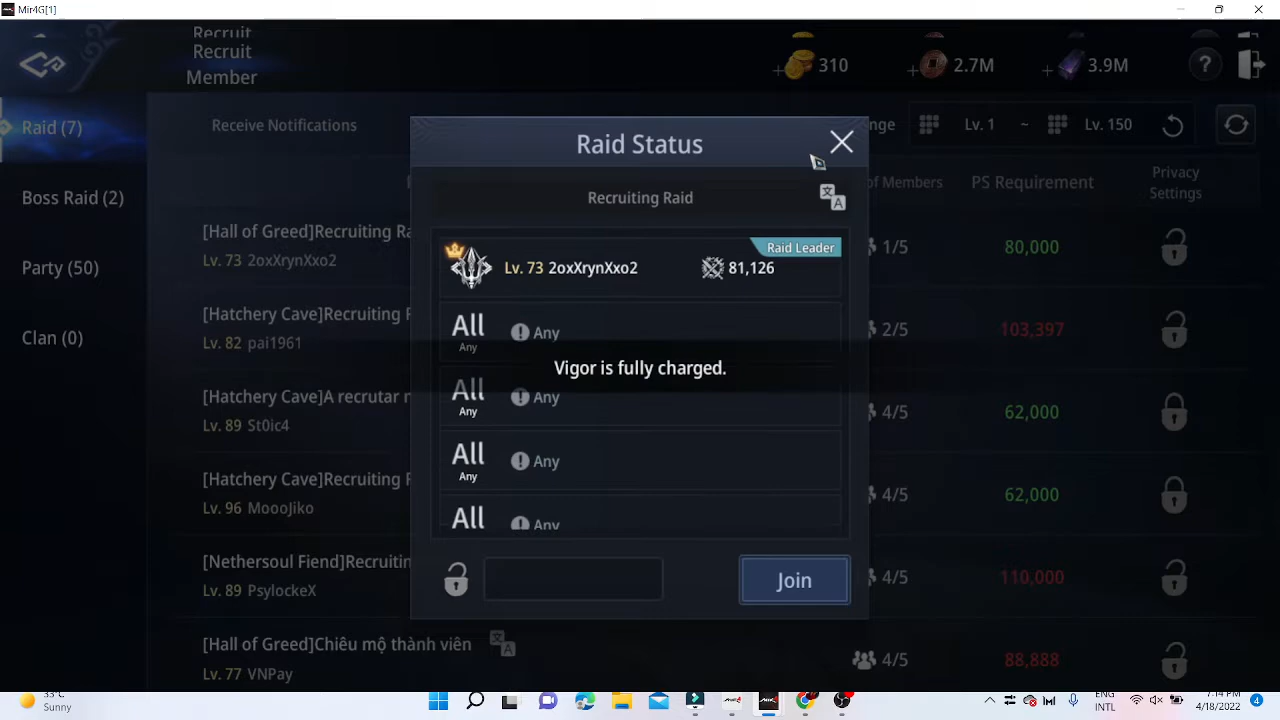 Mir4G[1]
Recruit
Recruit
Member
310
2.7M
3.9M
?
Raid (7)
Boss Raid (2)
Party (50)
Clan (0)
Receive Notifications
nge
Lv. 1 ~ Lv. 150
of Members
PS Requirement
Privacy
Settings
[Hall of Greed]Recruiting Ra
Lv. 73 2oxXrynXxo2
1/5
80,000
[Hatchery Cave]Recruiting R
Lv. 82 pai1961
2/5
103,397
[Hatchery Cave]A recrutar m
Lv. 89 St0ic4
4/5
62,000
[Hatchery Cave]Recruiting R
Lv. 96 MoooJiko
4/5
62,000
[Nethersoul Fiend]Recruitin
Lv. 89 PsylockeX
4/5
110,000
[Hall of Greed]Chiêu mộ thành viên
Lv. 77 VNPay
4/5
88,888
Raid Status
Recruiting Raid
Raid Leader
Lv. 73 2oxXrynXxo2
81,126
All
Any
Any
Vigor is fully charged.
All
Any
Any
All
Any
Any
All
Any
Join
Sunny
INTL
4/18/2022
4